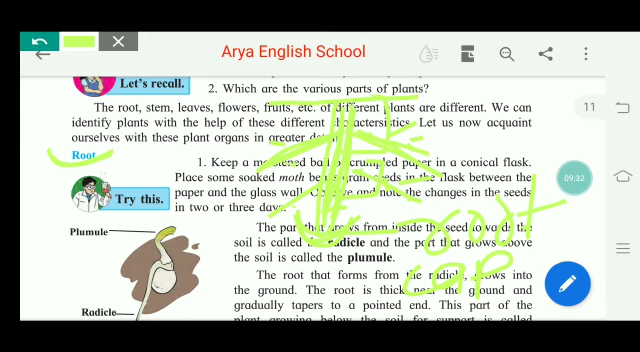 Arya English School
Let's recall.
2. Which are the various parts of plants?
The root, stem, leaves, flowers, fruits, etc. of different plants are different. We can
identify plants with the help of these different characteristics. Let us now acquaint
ourselves with these plant organs in greater
11
Root
1. Keep a moistened ball of crumpled paper in a conical flask.
Place some soaked moth bean/gram seeds in the flask between the
paper and the glass wall. Observe and note the changes in the seeds
in two or three days.
Try this.
09:32
root
cap
Plumule
The part that grows from inside the seed towards the
soil is called the radicle and the part that grows above
the soil is called the plumule.
The root that forms from the radicle, grows into
the ground. The root is thick near the ground and
gradually tapers to a pointed end. This part of the
plant growing below the soil for support is called
Radicle